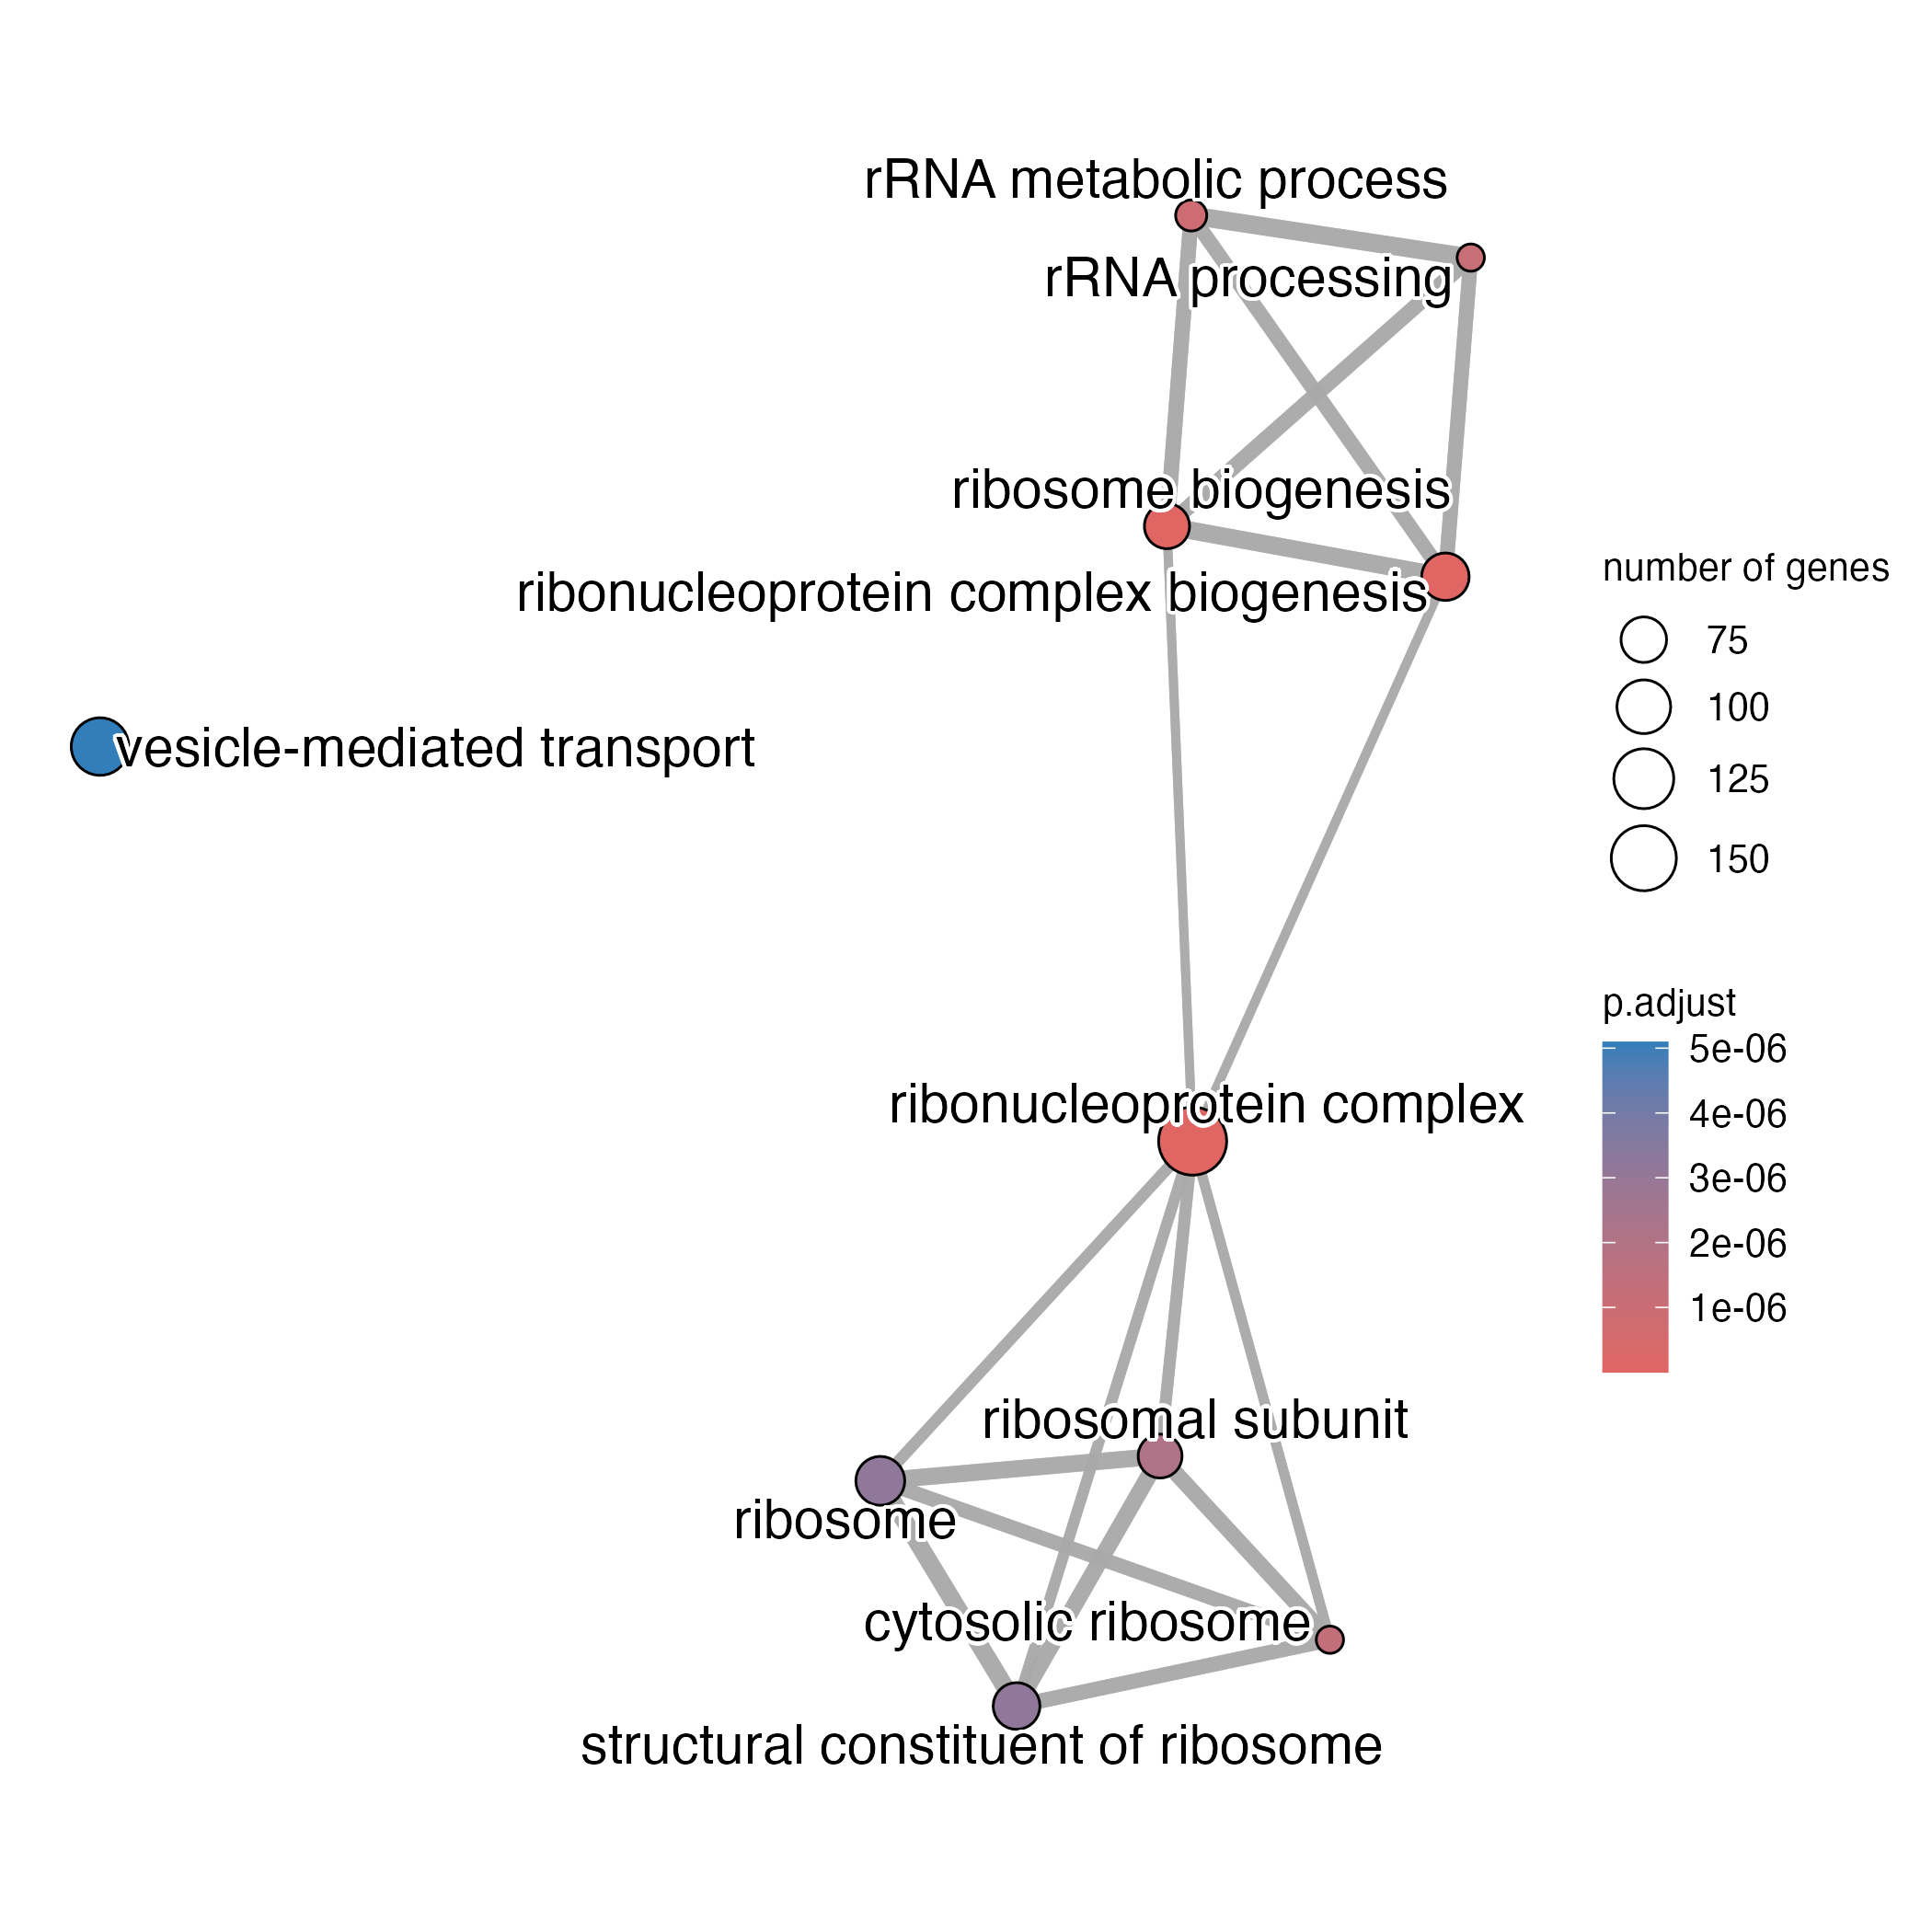 rRNA metabolic process
rRNA processing
ribosome biogenesis
ribonucleoprotein complex biogenesis
vesicle-mediated transport
ribonucleoprotein complex
ribosomal subunit
ribosome
cytosolic ribosome
structural constituent of ribosome
number of genes
75
100
125
150
p.adjust
5e-06
4e-06
3e-06
2e-06
1e-06